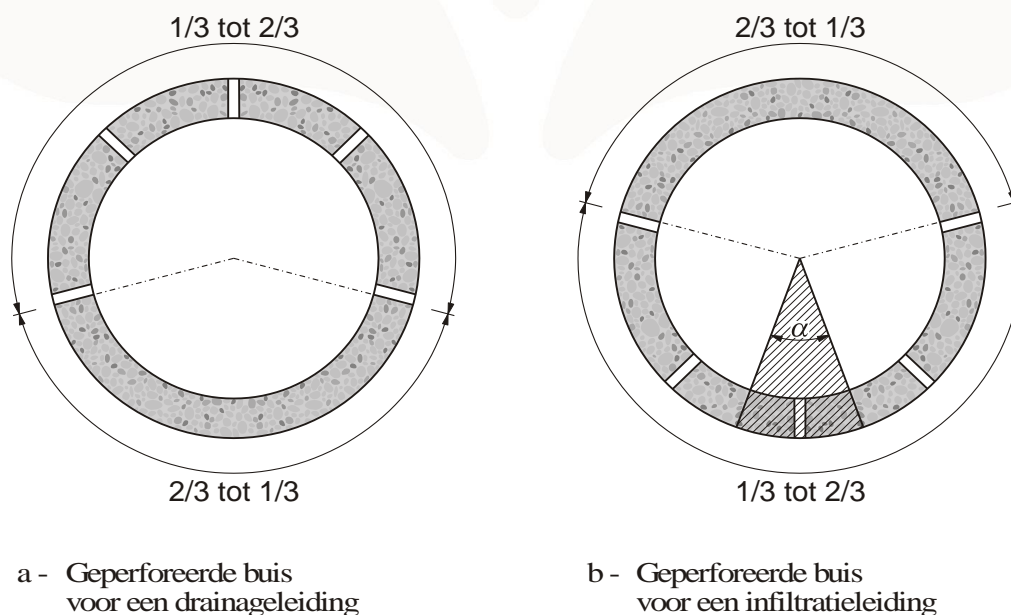 1/3 tot 2/3
2/3 tot 1/3
a - Geperforeerde buis
voor een drainageleiding
2/3 tot 1/3
α
1/3 tot 2/3
b - Geperforeerde buis
voor een infiltratieleiding